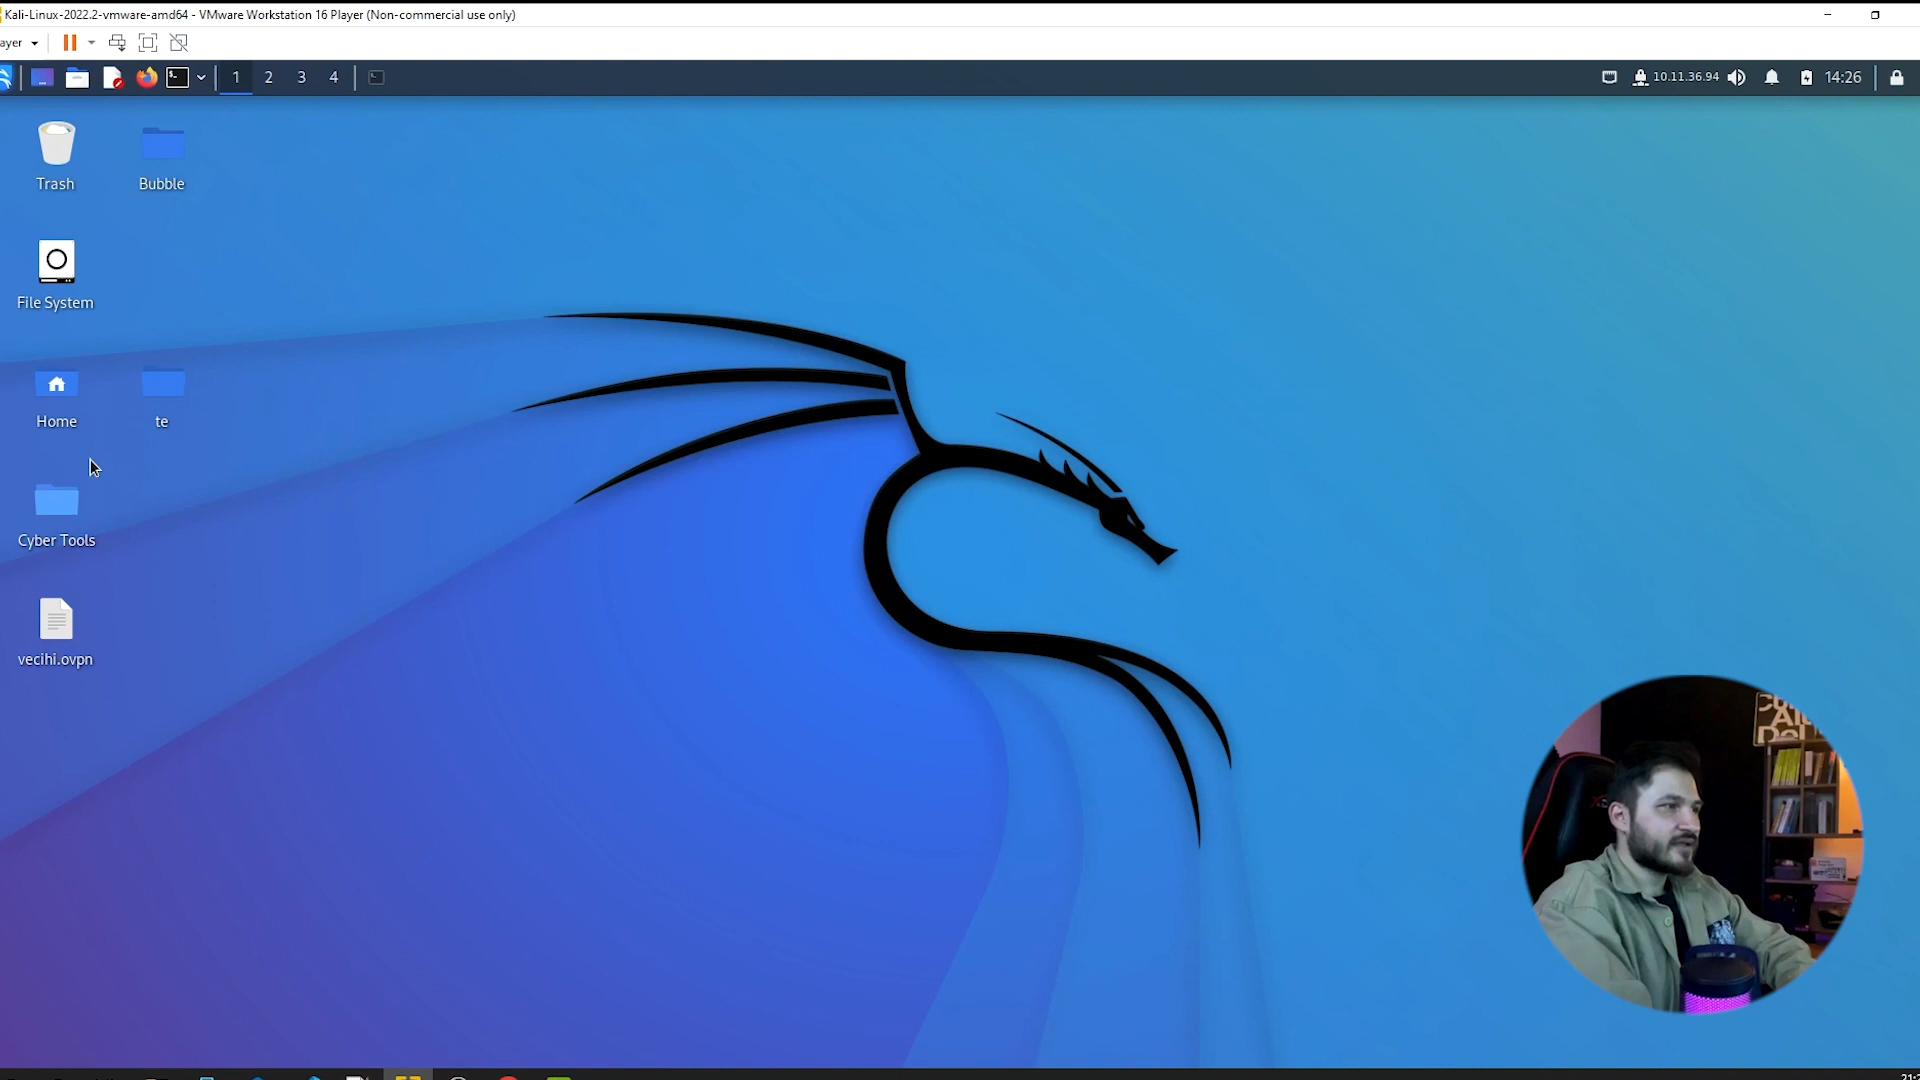 Kali-Linux-2022.2-vmware-amd64 - VMware Workstation 16 Player (Non-commercial use only)
ayer
1 2 3 4
10.11.36.94
14:26
Trash
Bubble
File System
Home
te
Cyber Tools
vecihi.ovpn